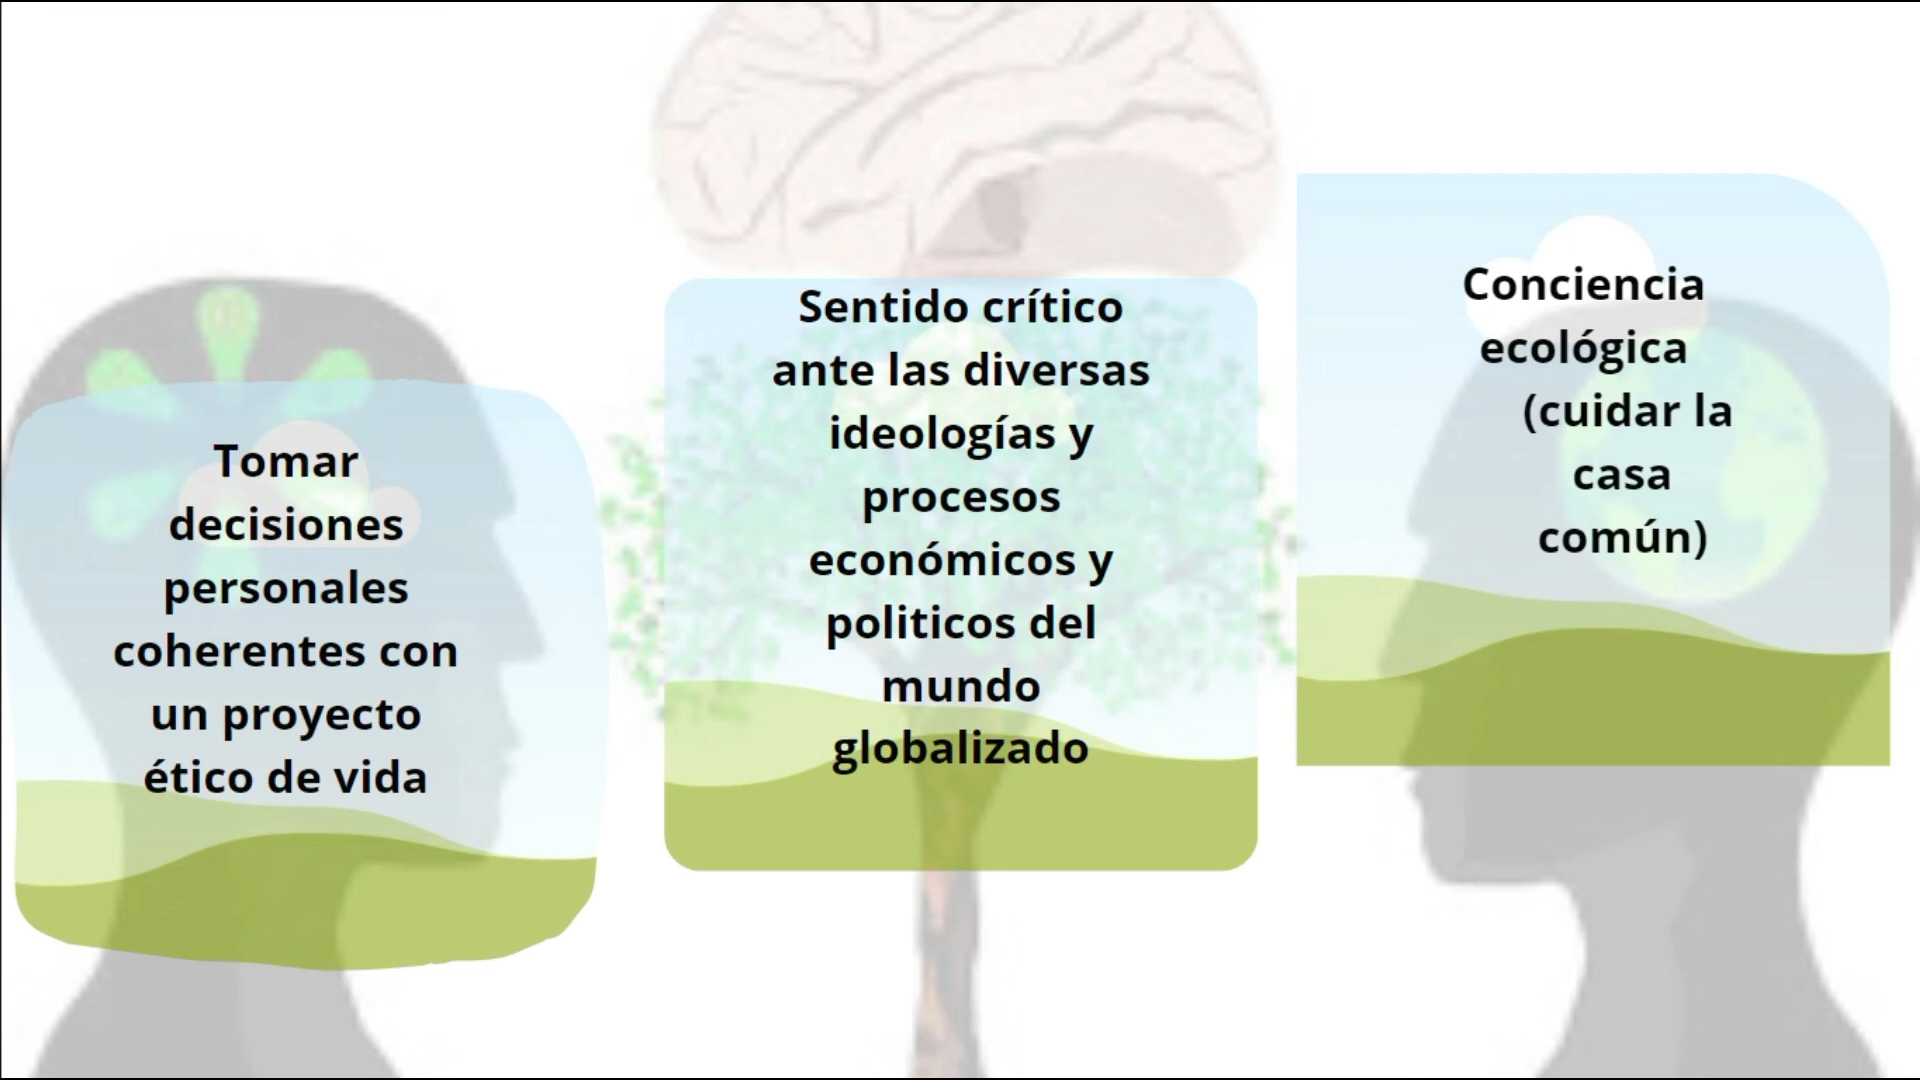 Tomar
decisiones
personales
coherentes con
un proyecto
ético de vida
Sentido crítico
ante las diversas
ideologías y
procesos
económicos y
politicos del
mundo
globalizado
Conciencia
ecológica
(cuidar la
casa
común)